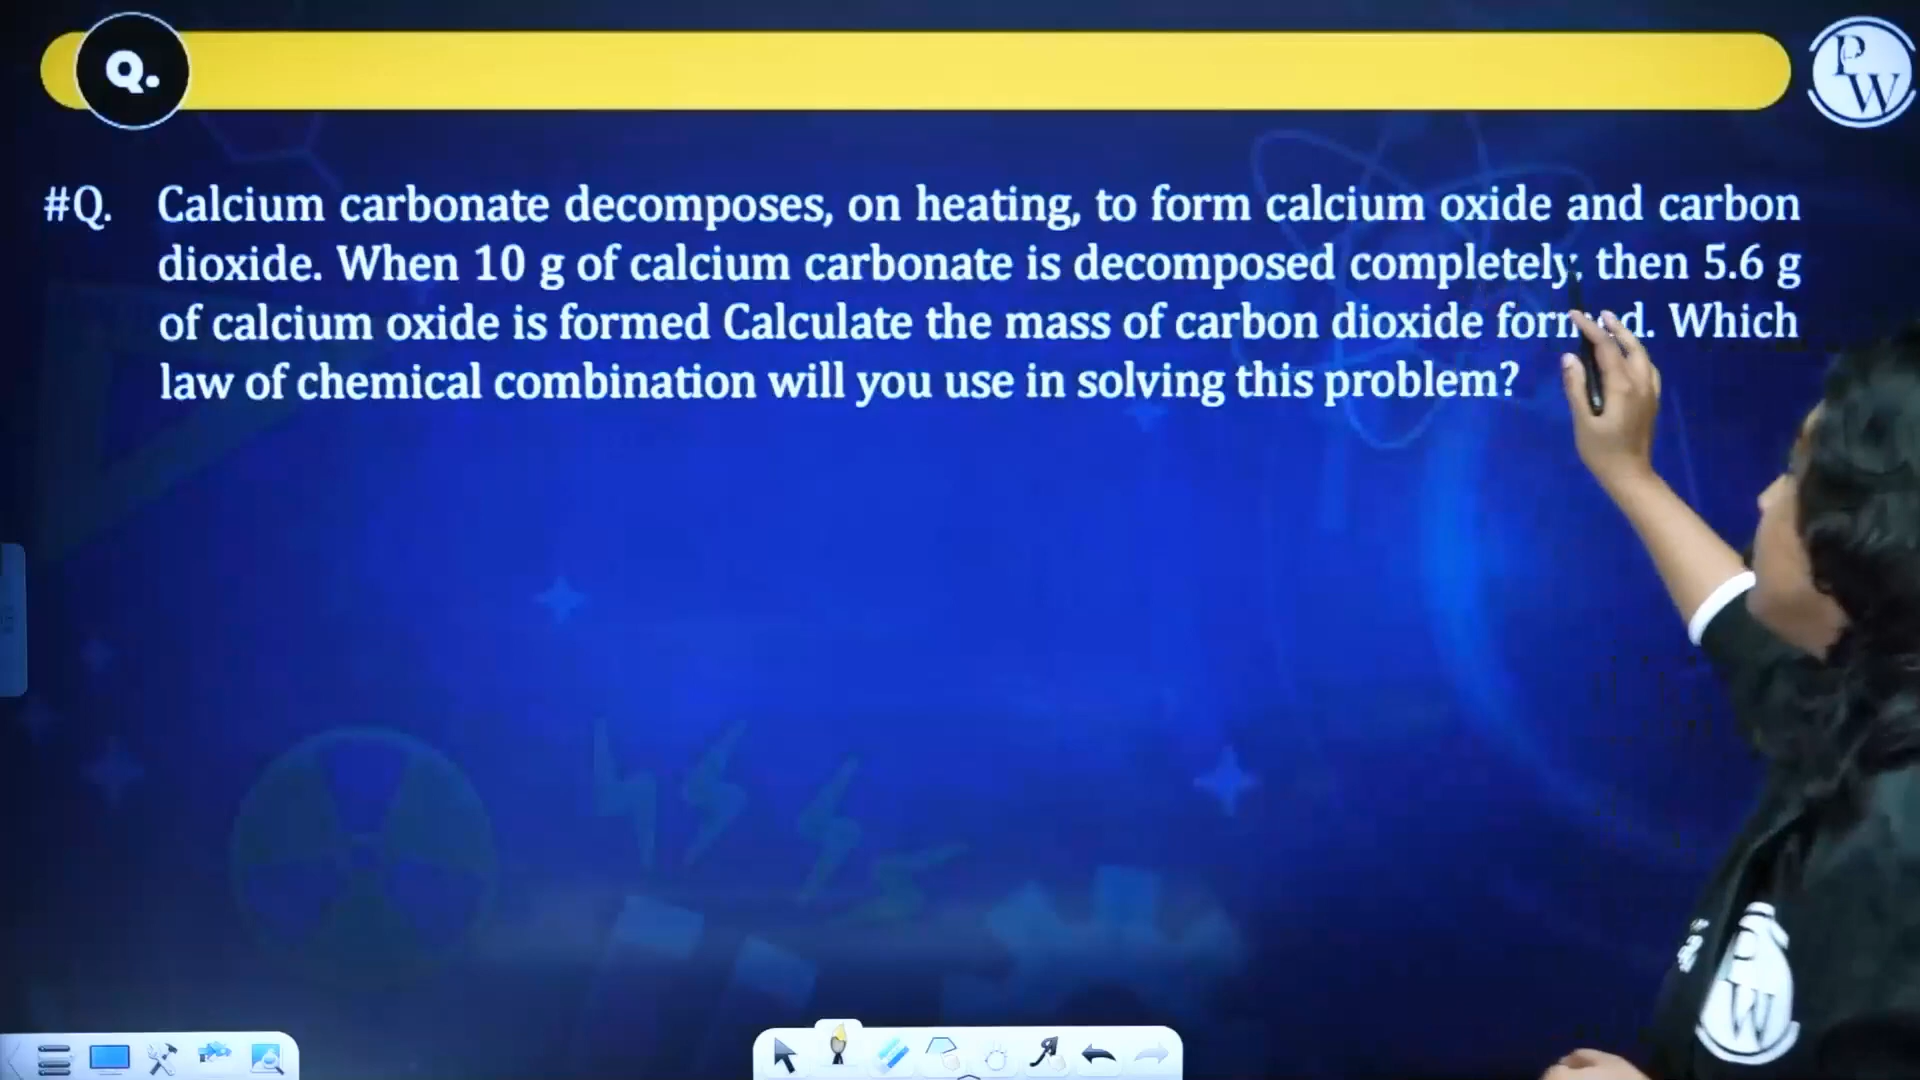 Q.
PW
#Q. Calcium carbonate decomposes, on heating, to form calcium oxide and carbon
dioxide. When 10 g of calcium carbonate is decomposed completely, then 5.6 g
of calcium oxide is formed Calculate the mass of carbon dioxide formed. Which
law of chemical combination will you use in solving this problem?
PW